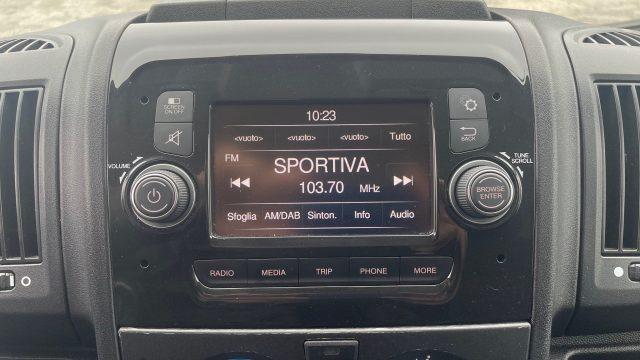 SCREEN
ON/OFF
10:23
<vuoto> <vuoto> <vuoto> Tutto
BACK
FM
SPORTIVA
103.70 MHz
VOLUME
TUNE
SCROLL
BROWSE
ENTER
Sfoglia AM/DAB Sinton. Info Audio
RADIO MEDIA TRIP PHONE MORE